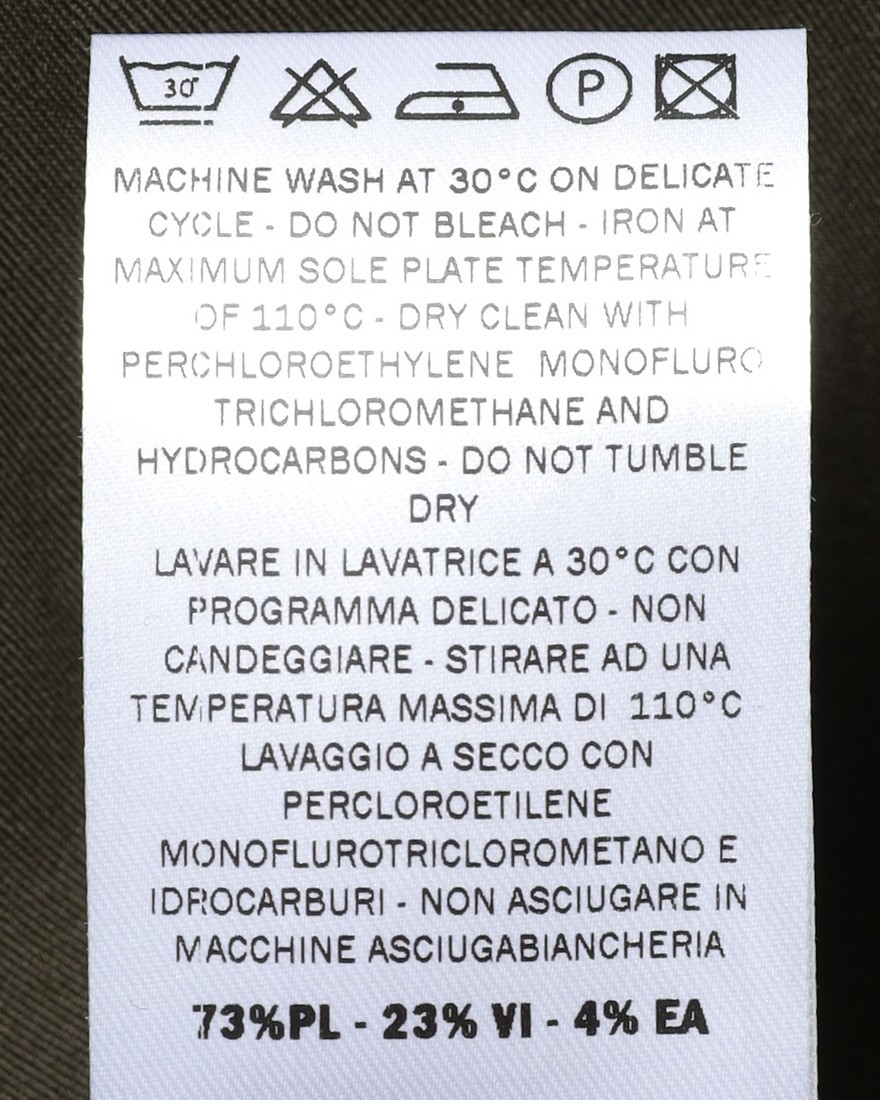 30°
P
MACHINE WASH AT 30°C ON DELICATE
CYCLE - DO NOT BLEACH - IRON AT
MAXIMUM SOLE PLATE TEMPERATURE
OF 110°C - DRY CLEAN WITH
PERCHLOROETHYLENE MONOFLURO
TRICHLOROMETHANE AND
HYDROCARBONS - DO NOT TUMBLE
DRY
LAVARE IN LAVATRICE A 30°C CON
PROGRAMMA DELICATO - NON
CANDEGGIARE - STIRARE AD UNA
TEMPERATURA MASSIMA DI 110°C
LAVAGGIO A SECCO CON
PERCLOROETILENE
MONOFLUROTRICLOROMETANO E
IDROCARBURI - NON ASCIUGARE IN
MACCHINE ASCIUGABIANCHERIA
73%PL - 23% VI - 4% EA